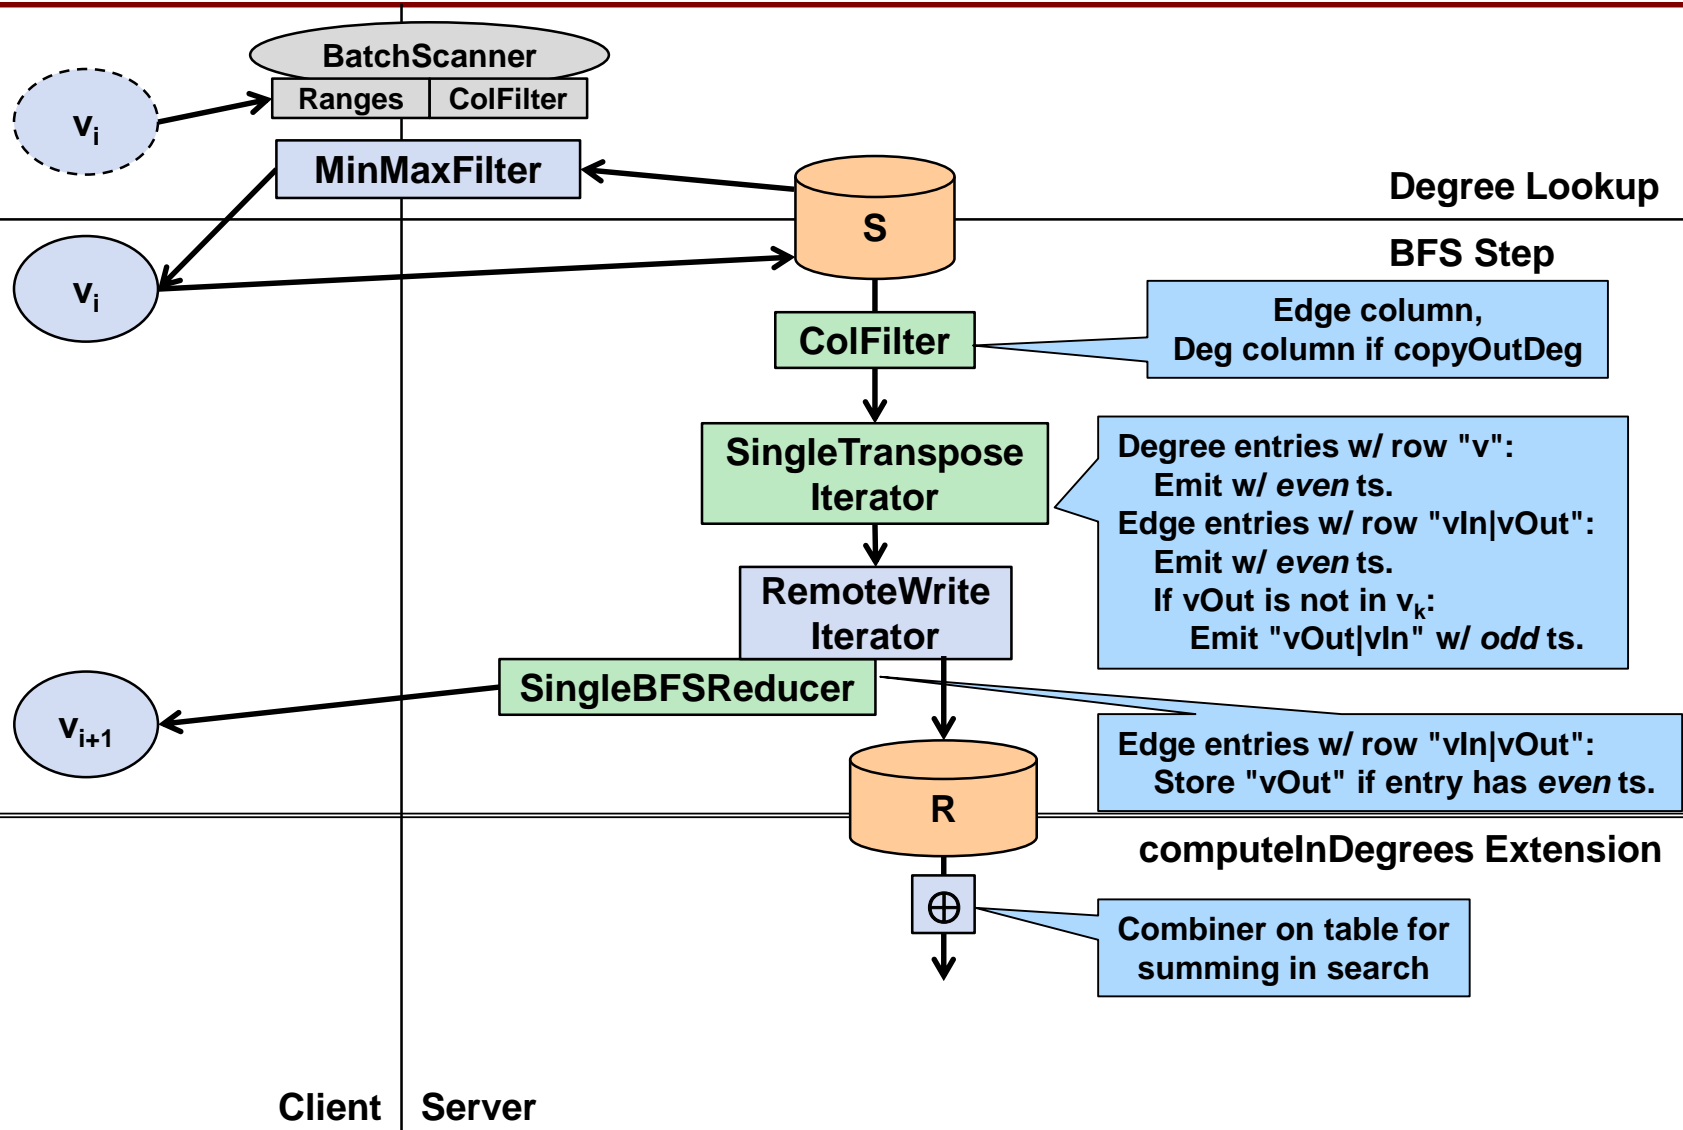 BatchScanner
Ranges
ColFilter
vᵢ
MinMaxFilter
S
Degree Lookup
BFS Step
vᵢ
ColFilter
Edge column,
Deg column if copyOutDeg
SingleTranspose
Iterator
Degree entries w/ row "v":
Emit w/ even ts.
Edge entries w/ row "vIn|vOut":
Emit w/ even ts.
If vOut is not in vₖ:
Emit "vOut|vIn" w/ odd ts.
RemoteWrite
Iterator
SingleBFSReducer
vᵢ₊₁
Edge entries w/ row "vIn|vOut":
Store "vOut" if entry has even ts.
R
computeInDegrees Extension
⊕
Combiner on table for
summing in search
Client
Server